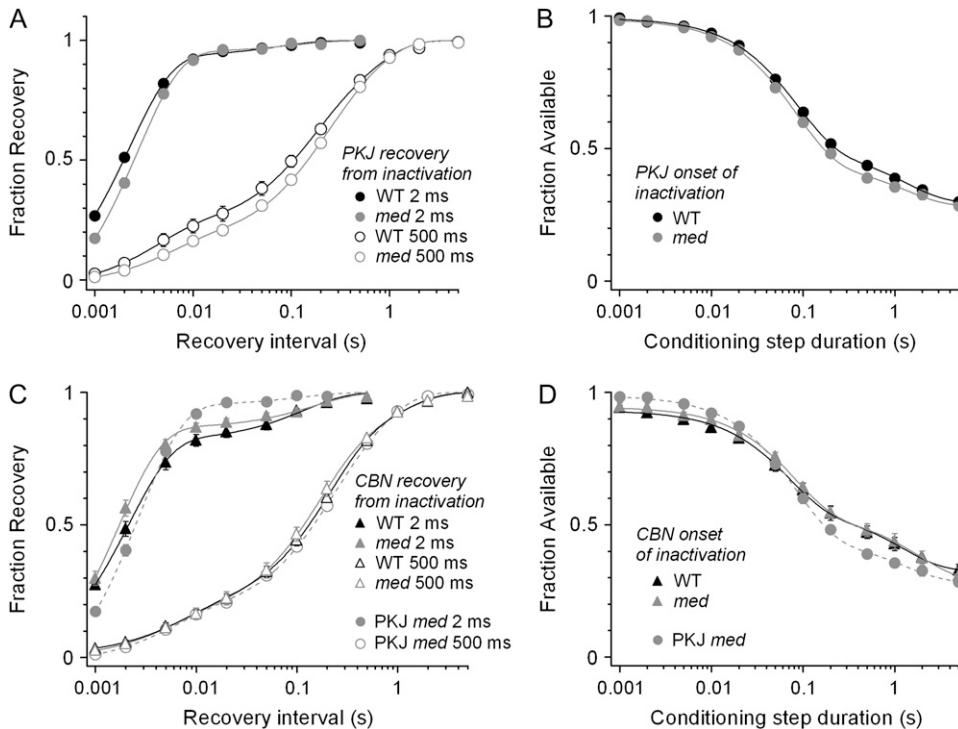 A
Fraction Recovery
1
0.5
0
PKJ recovery
from inactivation
WT 2 ms
med 2 ms
WT 500 ms
med 500 ms
0.001 0.01 0.1 1
Recovery interval (s)
B
Fraction Available
1
0.5
0
PKJ onset of
inactivation
WT
med
0.001 0.01 0.1 1
Conditioning step duration (s)
C
Fraction Recovery
1
0.5
0
CBN recovery
from inactivation
WT 2 ms
med 2 ms
WT 500 ms
med 500 ms
PKJ med 2 ms
PKJ med 500 ms
0.001 0.01 0.1 1
Recovery interval (s)
D
Fraction Available
1
0.5
0
CBN onset
of inactivation
WT
med
PKJ med
0.001 0.01 0.1 1
Conditioning step duration (s)